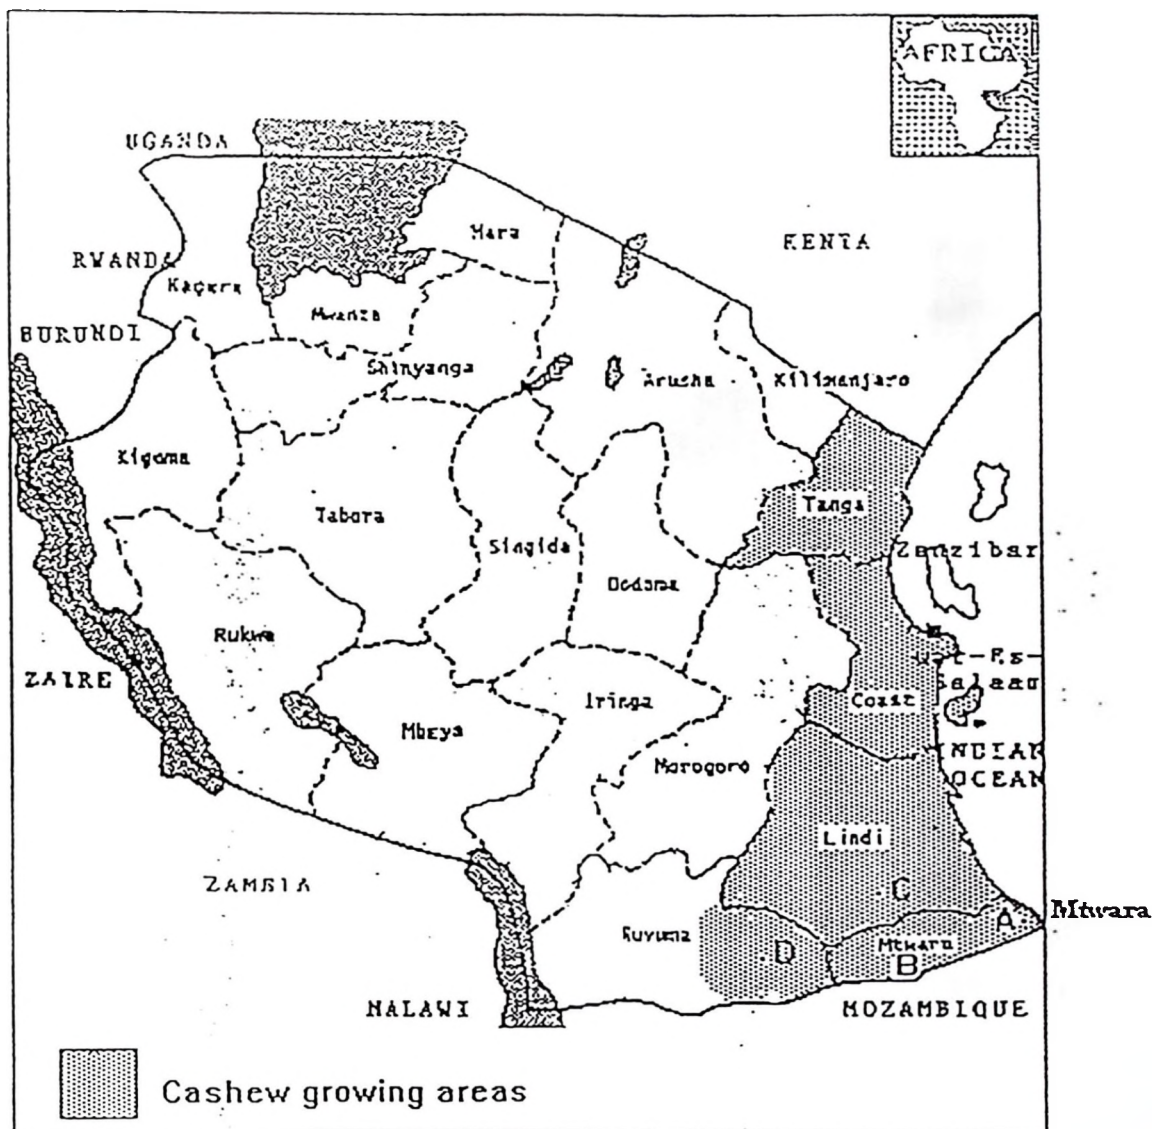 AFRICA
UGANDA
Mara
KENYA
RWANDA
Kagera
Mwanza
BURUNDI
Shinyanga
Arusha
Kilimanjaro
Kigoma
Tabora
Tanga
Singida
Zanzibar
Dodoma
Rukwa
ZAIRE
Iringa
Salaam
Coast
Mbeya
INDIAN
OCEAN
Morogoro
Lindi
ZAMBIA
C
A
Mtwara
Ruvuma
D
Mtwara
B
MALAWI
MOZAMBIQUE
Cashew growing areas